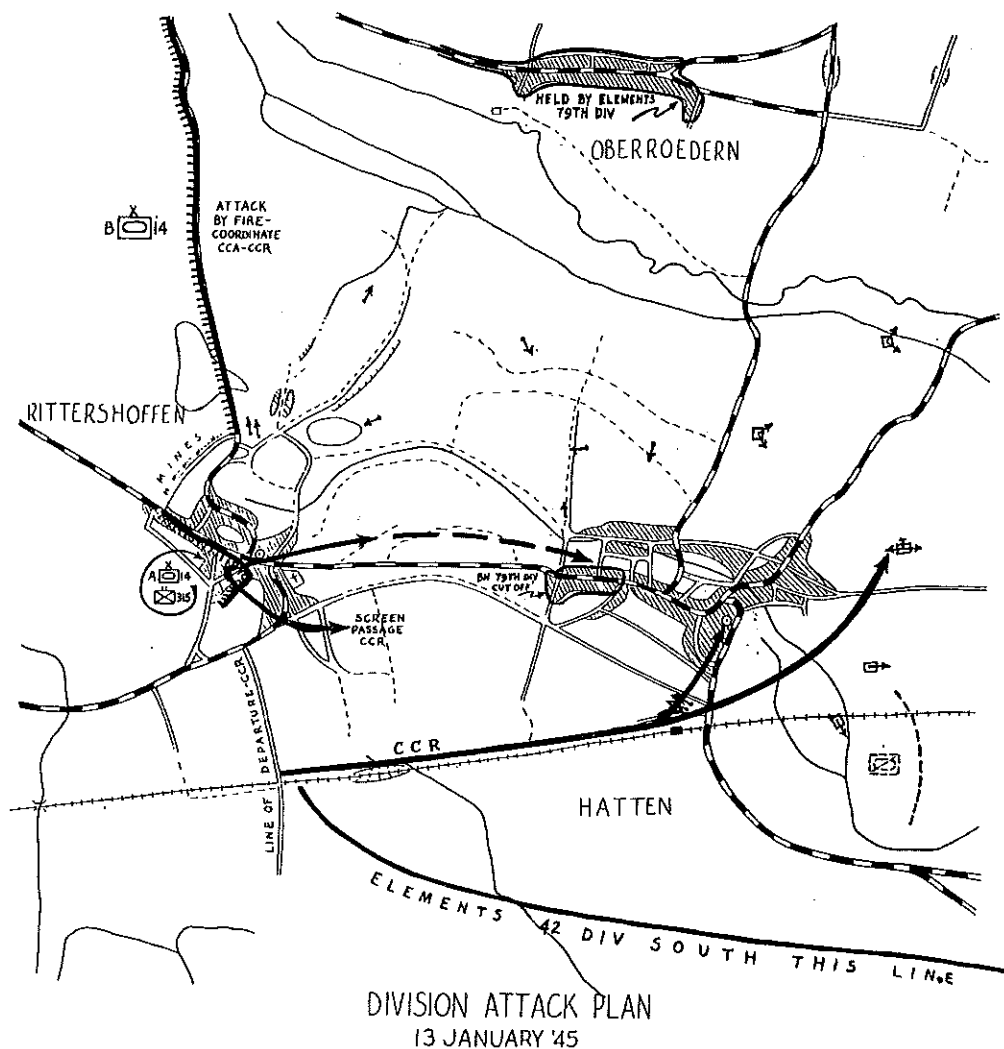 HELD BY ELEMENTS
79TH DIV
OBERROEDERN
B 14
ATTACK
BY FIRE-
COORDINATE
CCA-CCR
RITTERSHOFFEN
MINES
A 14
315
BN 79TH DIV
CUT OFF
SCREEN
PASSAGE
CCR
LINE OF DEPARTURE-CCR
CCR
HATTEN
ELEMENTS 42 DIV SOUTH THIS LINE
DIVISION ATTACK PLAN
13 JANUARY '45